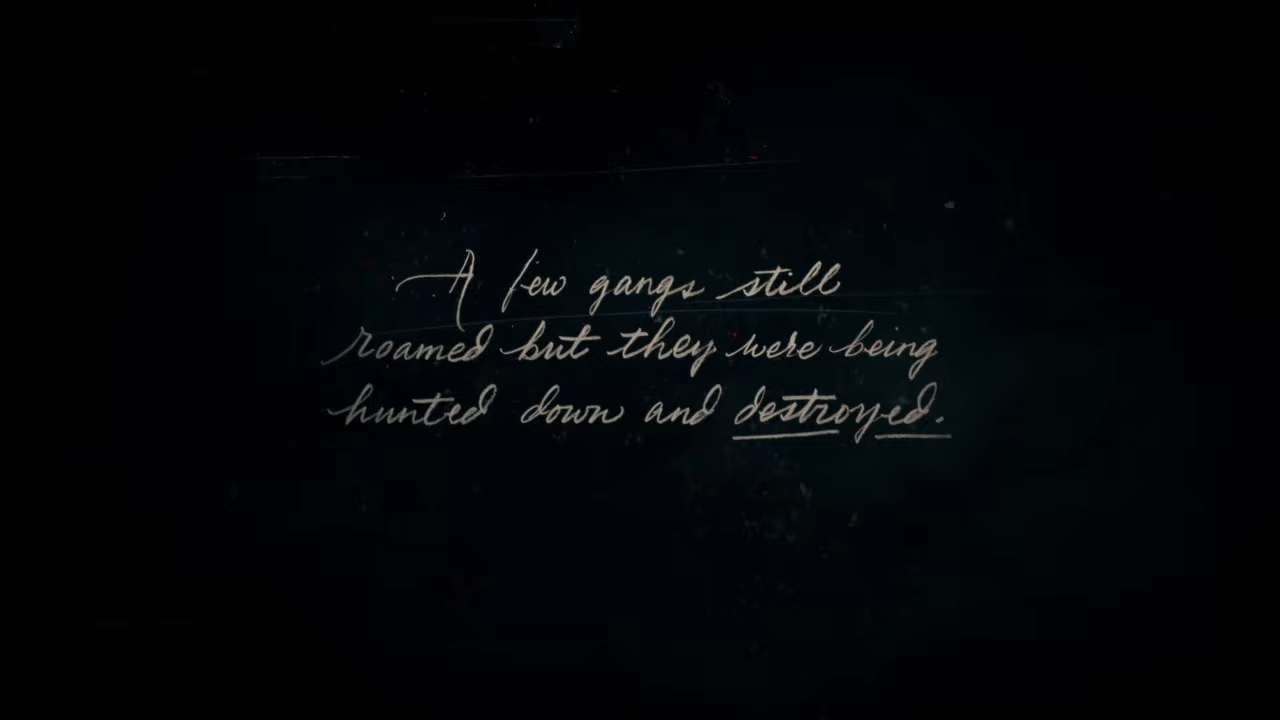 A few gangs still
roamed but they were being
hunted down and destroyed.